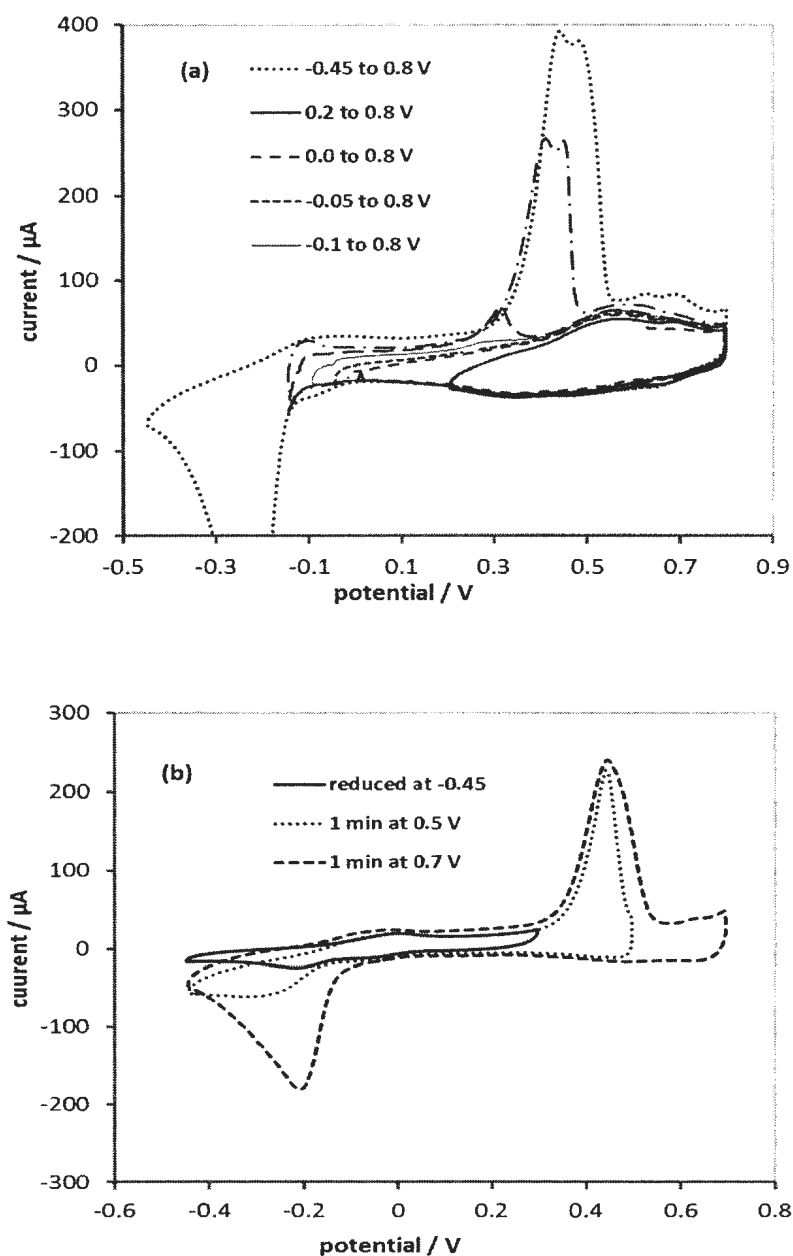 400
(a)
-0.45 to 0.8 V
300
0.2 to 0.8 V
0.0 to 0.8 V
200
-0.05 to 0.8 V
-0.1 to 0.8 V
current / µA
100
0
-100
-200
-0.5 -0.3 -0.1 0.1 0.3 0.5 0.7 0.9
potential / V
300
(b)
reduced at -0.45
200
1 min at 0.5 V
1 min at 0.7 V
100
cuurent / µA
0
-100
-200
-300
-0.6 -0.4 -0.2 0 0.2 0.4 0.6 0.8
potential / V